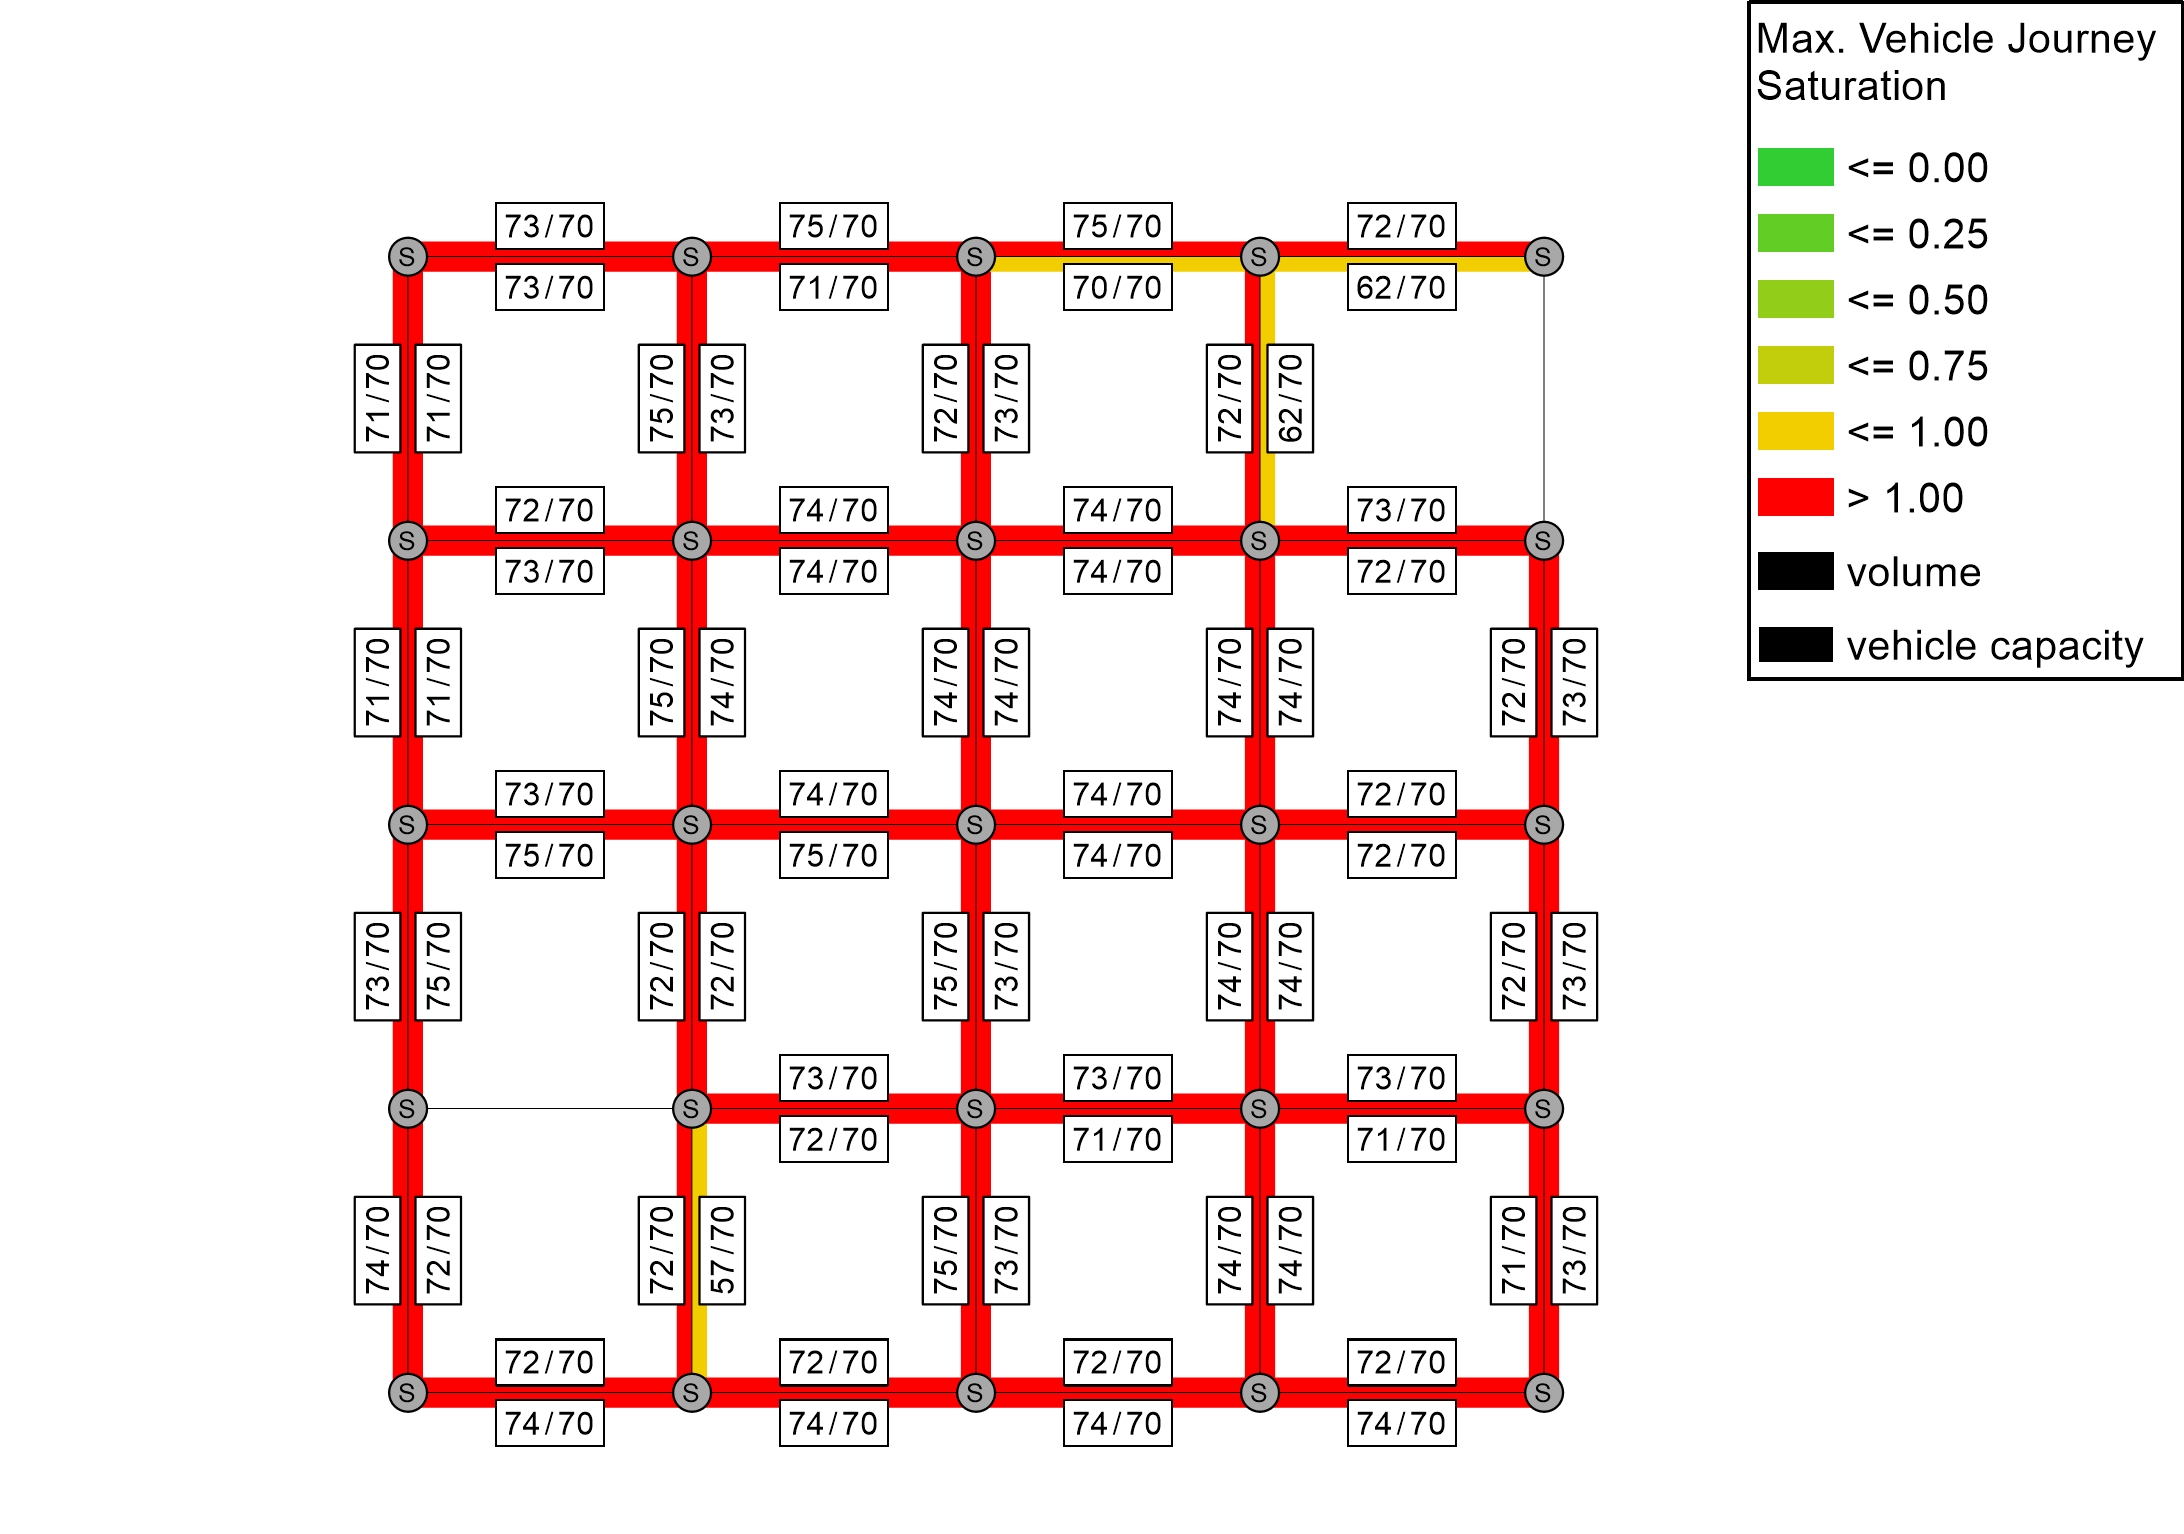 Max. Vehicle Journey
Saturation
<= 0.00
<= 0.25
<= 0.50
<= 0.75
<= 1.00
> 1.00
volume
vehicle capacity
73/70 75/70 75/70 72/70
S S S S S
73/70 71/70 70/70 62/70
71/70 71/70 75/70 73/70 72/70 73/70 72/70 62/70
72/70 74/70 74/70 73/70
S S S S S
73/70 74/70 74/70 72/70
71/70 71/70 75/70 74/70 74/70 74/70 74/70 74/70 72/70 73/70
73/70 74/70 74/70 72/70
S S S S S
75/70 75/70 74/70 72/70
73/70 75/70 72/70 72/70 75/70 73/70 74/70 74/70 72/70 73/70
73/70 73/70 73/70
S S S S S
72/70 71/70 71/70
74/70 72/70 72/70 57/70 75/70 73/70 74/70 74/70 71/70 73/70
72/70 72/70 72/70 72/70
S S S S S
74/70 74/70 74/70 74/70